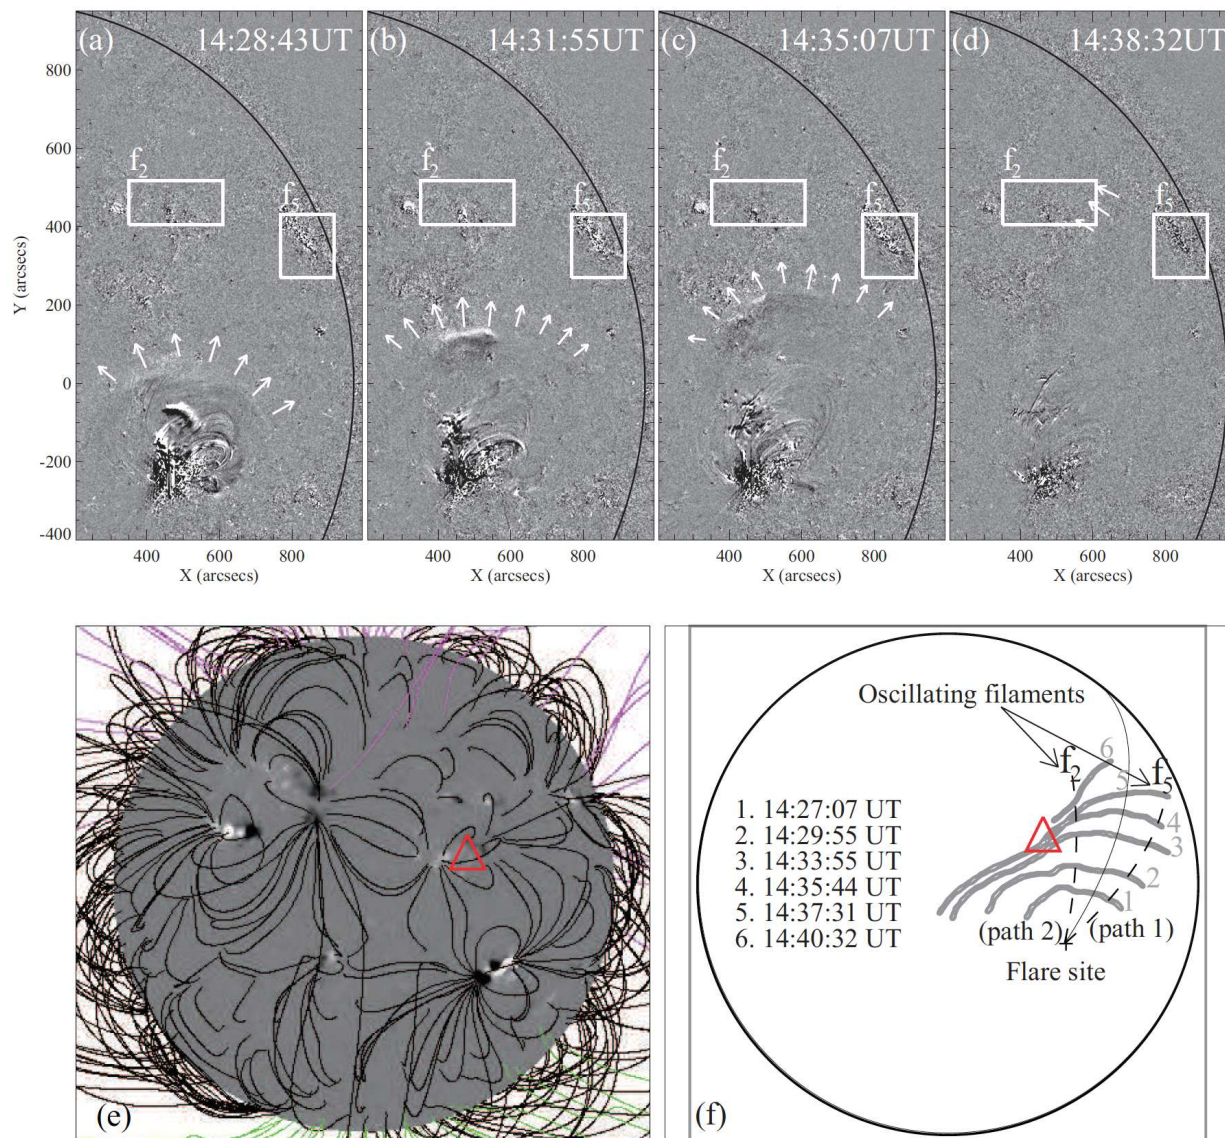 (a) 14:28:43UT
(b) 14:31:55UT
(c) 14:35:07UT
(d) 14:38:32UT
800
600
400
200
0
-200
-400
Y (arcsecs)
f2
f5
f2
f5
f2
f5
f2
400 600 800
400 600 800
400 600 800
400 600 800
X (arcsecs)
X (arcsecs)
X (arcsecs)
X (arcsecs)
(e)
Oscillating filaments
f2
f5
6
5
4
3
2
1
1. 14:27:07 UT
2. 14:29:55 UT
3. 14:33:55 UT
4. 14:35:44 UT
5. 14:37:31 UT
6. 14:40:32 UT
(path 2)
(path 1)
Flare site
(f)